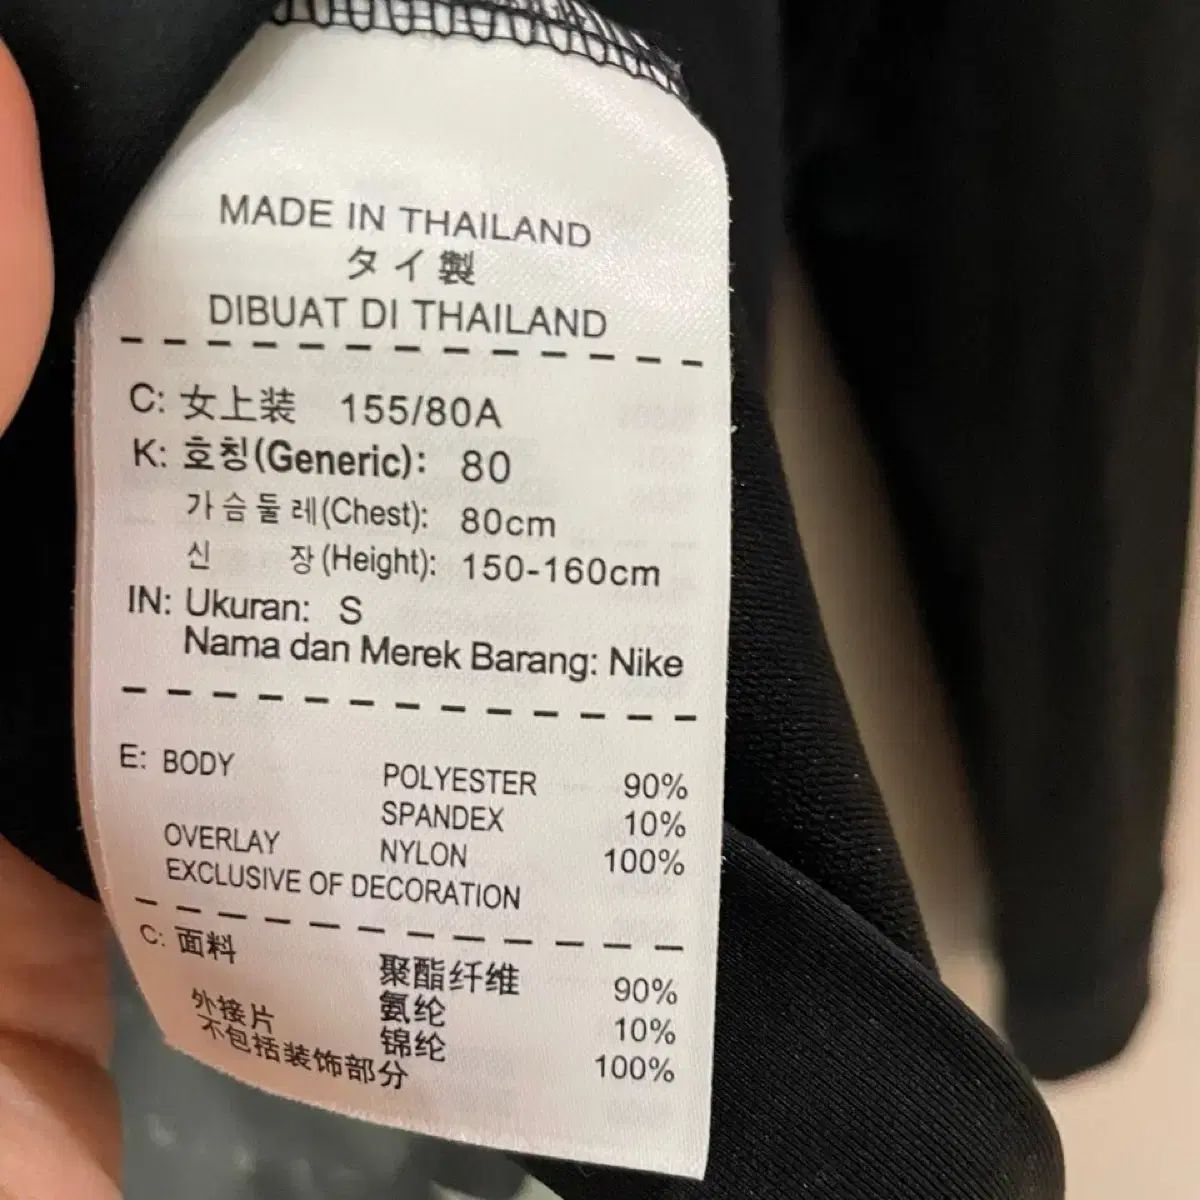 MADE IN THAILAND
タイ製
DIBUAT DI THAILAND
C: 女上装 155/80A
K: 호칭(Generic): 80
가슴둘레(Chest): 80cm
신 장(Height): 150-160cm
IN: Ukuran: S
Nama dan Merek Barang: Nike
E: BODY POLYESTER 90%
SPANDEX 10%
OVERLAY NYLON 100%
EXCLUSIVE OF DECORATION
C: 面料 聚酯纤维 90%
氨纶 10%
外接片 锦纶 100%
不包括装饰部分